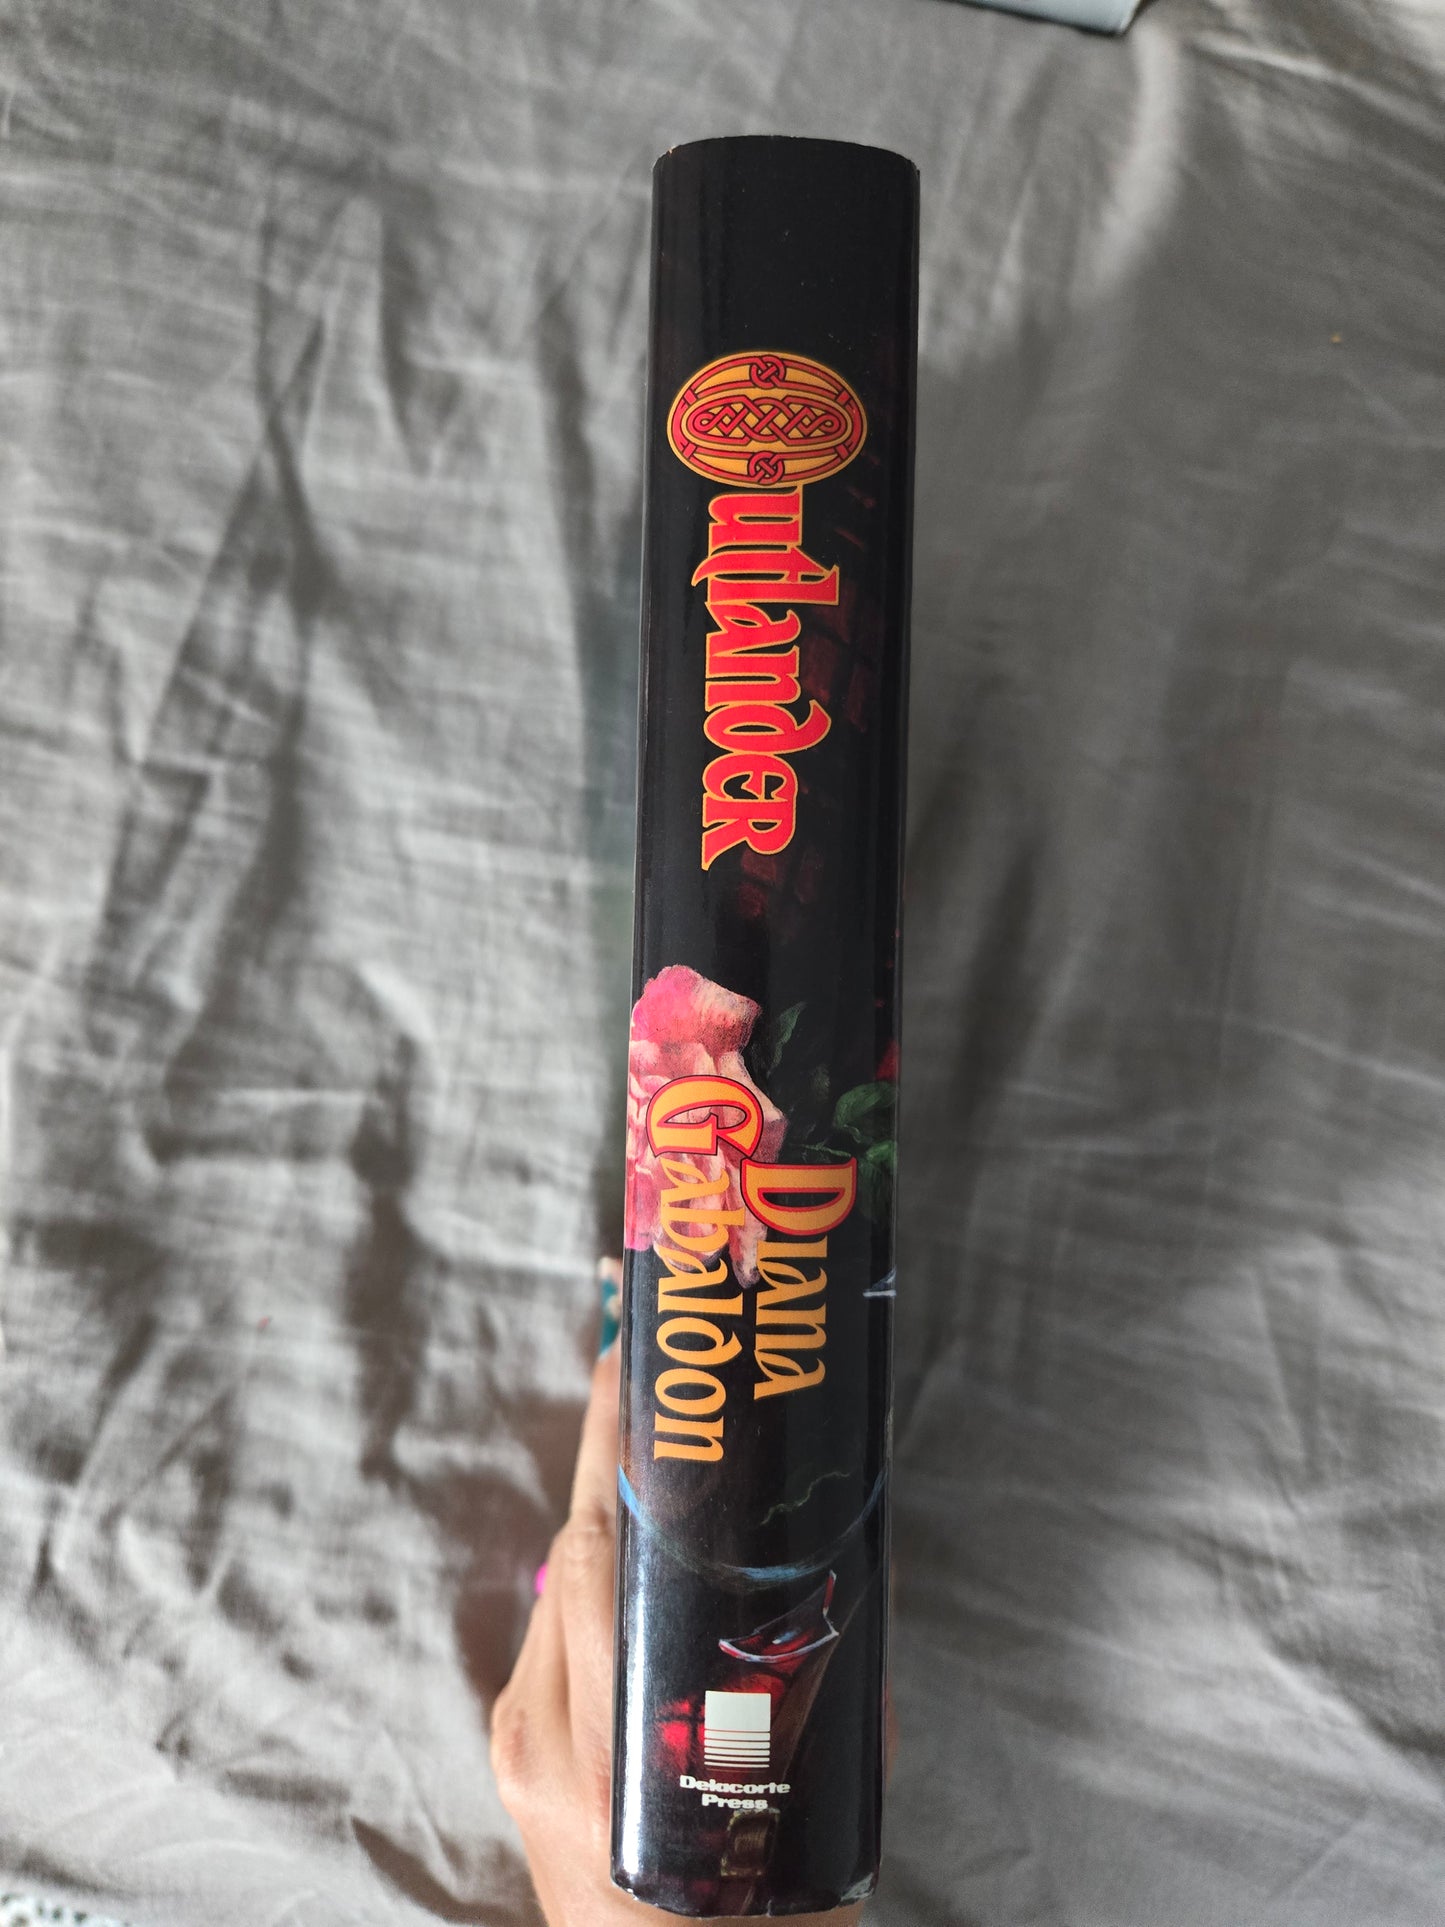 Outlander
Diana
Gabaldon
Delacorte
Press